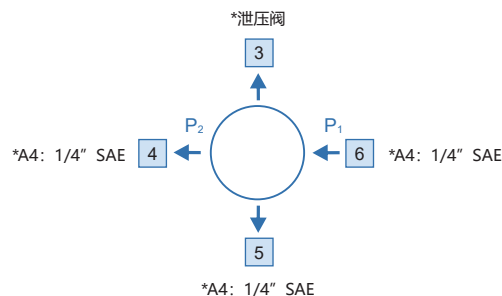 *泄压阀
3
P₂
P₁
*A4：1/4” SAE
4
6
*A4：1/4” SAE
5
*A4：1/4” SAE